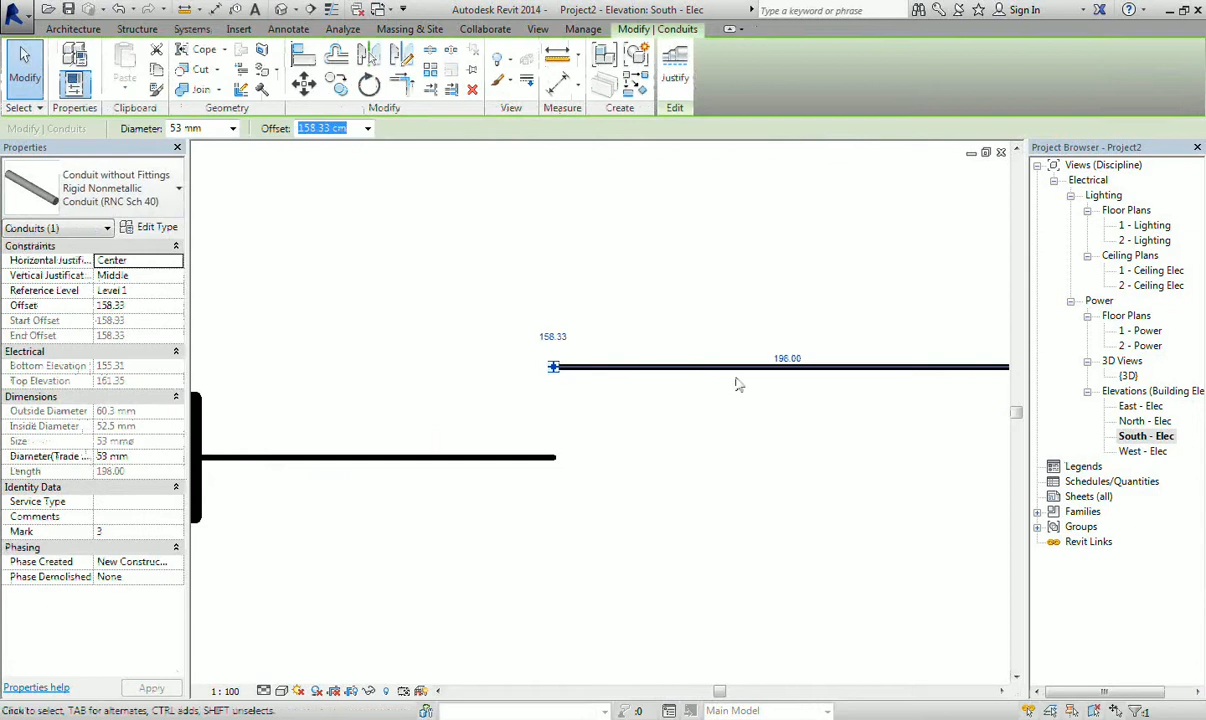 Autodesk Revit 2014 - Project2 - Elevation: South - Elec
Type a keyword or phrase
Sign In
Architecture Structure Systems Insert Annotate Analyze Massing & Site Collaborate View Manage Modify | Conduits
Modify
Paste
Cope
Cut
Join
Justify
Select Properties Clipboard Geometry Modify View Measure Create Edit
Modify | Conduits Diameter: 53 mm Offset: 158.33 cm
Properties
Conduit without Fittings
Rigid Nonmetallic
Conduit (RNC Sch 40)
Conduits (1) Edit Type
Constraints
Horizontal Justif... Center
Vertical Justificat... Middle
Reference Level Level 1
Offset 158.33
Start Offset 158.33
End Offset 158.33
Electrical
Bottom Elevation 155.31
Top Elevation 161.35
Dimensions
Outside Diameter 60.3 mm
Inside Diameter 52.5 mm
Size 53 mmø
Diameter(Trade ... 53 mm
Length 198.00
Identity Data
Service Type
Comments
Mark 3
Phasing
Phase Created New Construc...
Phase Demolished None
Properties help Apply
158.33
198.00
1 : 100
Project Browser - Project2
Views (Discipline)
Electrical
Lighting
Floor Plans
1 - Lighting
2 - Lighting
Ceiling Plans
1 - Ceiling Elec
2 - Ceiling Elec
Power
Floor Plans
1 - Power
2 - Power
3D Views
{3D}
Elevations (Building Ele
East - Elec
North - Elec
South - Elec
West - Elec
Legends
Schedules/Quantities
Sheets (all)
Families
Groups
Revit Links
Click to select, TAB for alternates, CTRL adds, SHIFT unselects. :0 Main Model :1